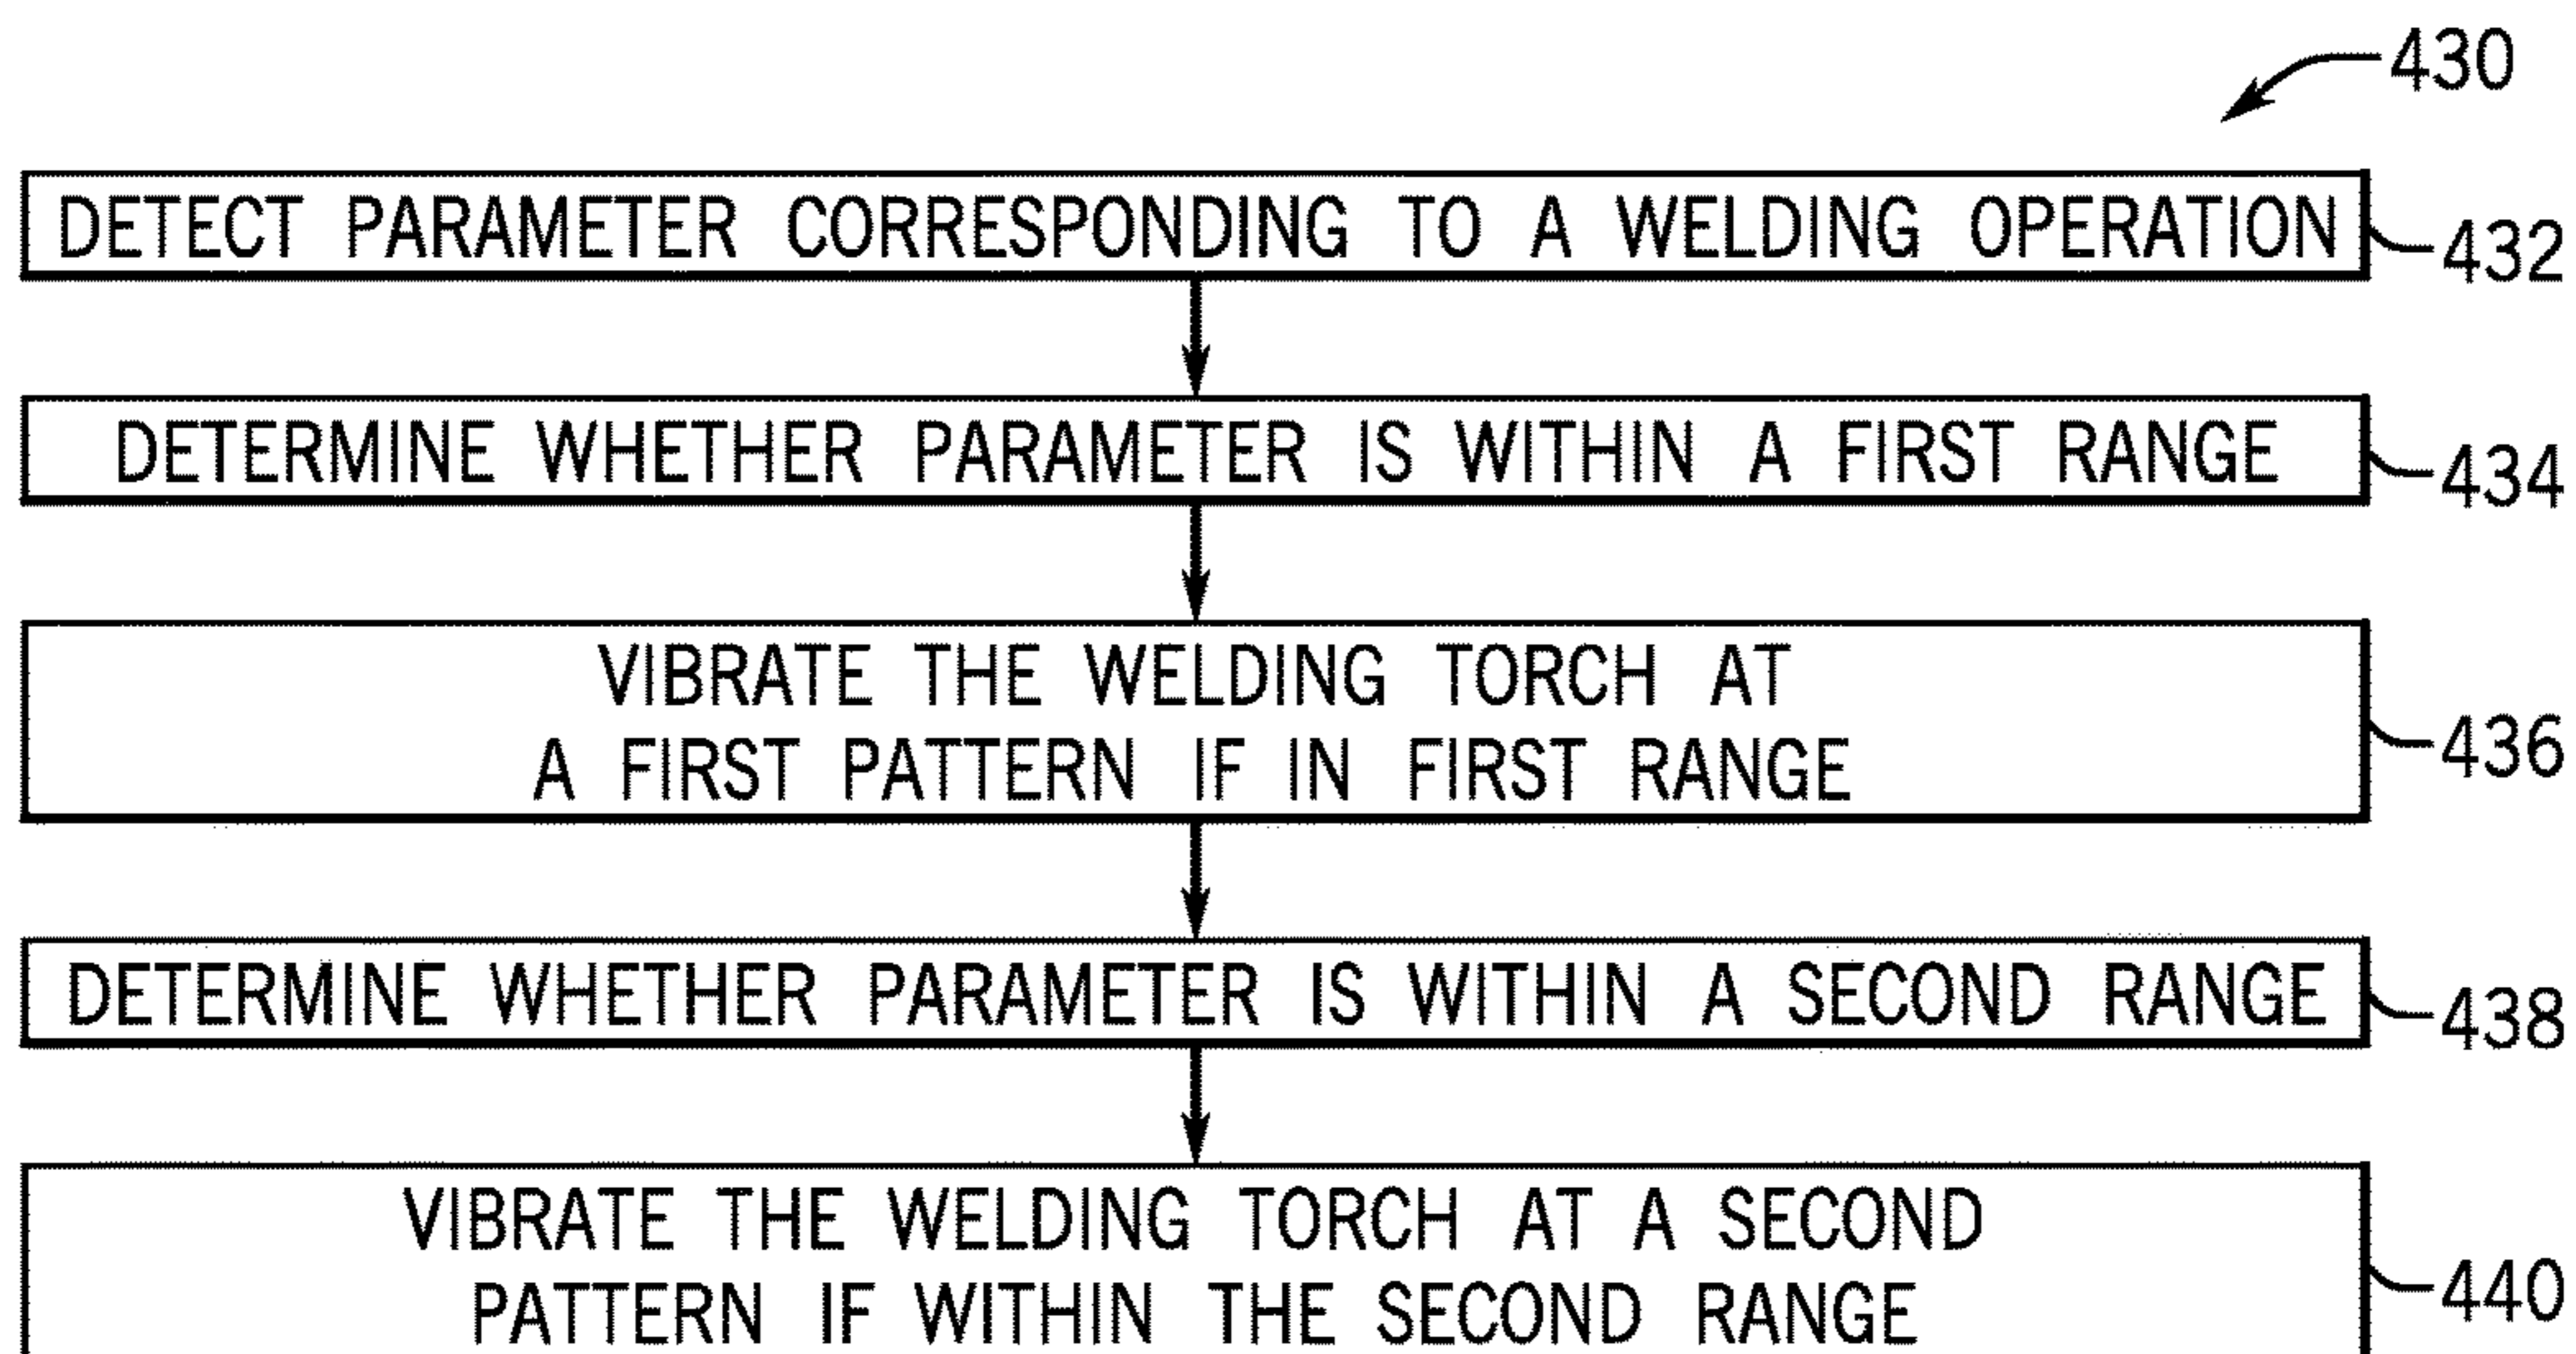 430
DETECT PARAMETER CORRESPONDING TO A WELDING OPERATION
432
DETERMINE WHETHER PARAMETER IS WITHIN A FIRST RANGE
434
VIBRATE THE WELDING TORCH AT
A FIRST PATTERN IF IN FIRST RANGE
436
DETERMINE WHETHER PARAMETER IS WITHIN A SECOND RANGE
438
VIBRATE THE WELDING TORCH AT A SECOND
PATTERN IF WITHIN THE SECOND RANGE
440